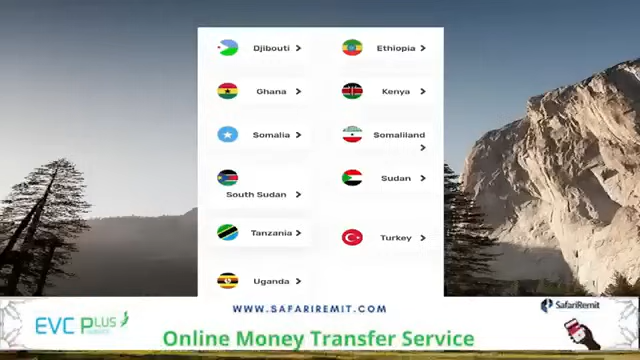 Djibouti
Ethiopia
Ghana
Kenya
Somalia
Somaliland
South Sudan
Sudan
Tanzania
Turkey
Uganda
WWW.SAFARIREMIT.COM
SafariRemit
EVC PLUS
Online Money Transfer Service